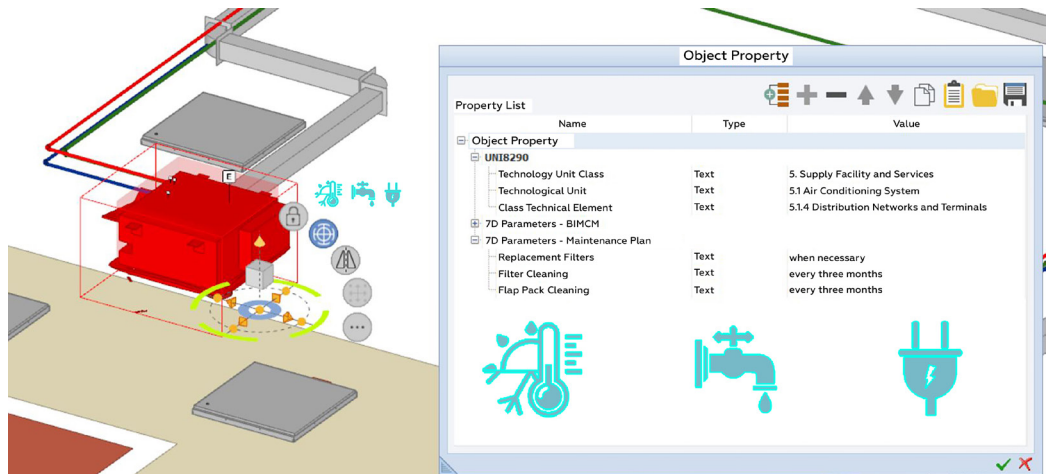 Object Property
Property List
Name Type Value
Object Property
UNI8290
Technology Unit Class Text 5. Supply Facility and Services
Technological Unit Text 5.1 Air Conditioning System
Class Technical Element Text 5.1.4 Distribution Networks and Terminals
7D Parameters - BIMCM
7D Parameters - Maintenance Plan
Replacement Filters Text when necessary
Filter Cleaning Text every three months
Flap Pack Cleaning Text every three months
E